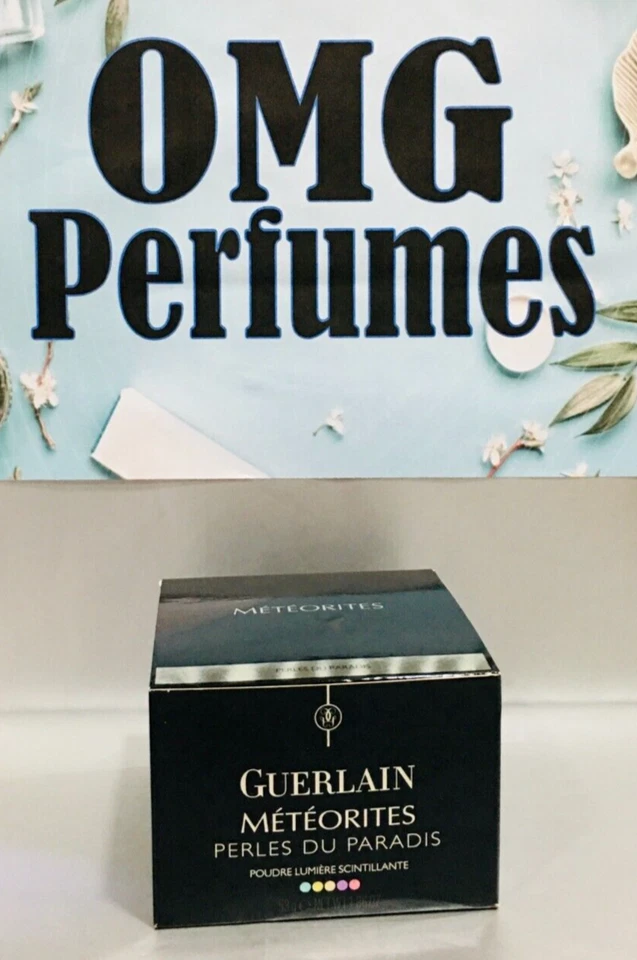 OMG
Perfumes
MÉTÉORITES
PERLES DU PARADIS
GUERLAIN
MÉTÉORITES
PERLES DU PARADIS
POUDRE LUMIÈRE SCINTILLANTE